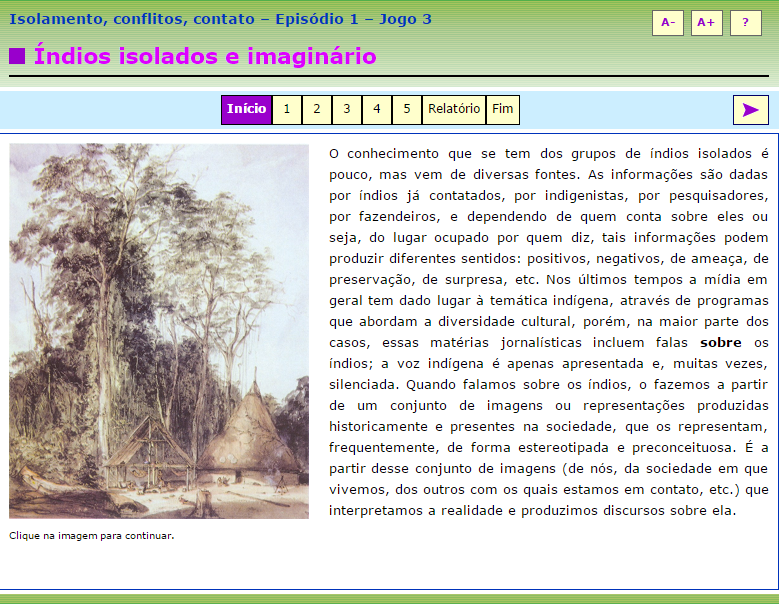 Isolamento, conflitos, contato – Episódio 1 – Jogo 3
A- A+ ?
Índios isolados e imaginário
Início 1 2 3 4 5 Relatório Fim
O conhecimento que se tem dos grupos de índios isolados é
pouco, mas vem de diversas fontes. As informações são dadas
por índios já contatados, por indigenistas, por pesquisadores,
por fazendeiros, e dependendo de quem conta sobre eles ou
seja, do lugar ocupado por quem diz, tais informações podem
produzir diferentes sentidos: positivos, negativos, de ameaça, de
preservação, de surpresa, etc. Nos últimos tempos a mídia em
geral tem dado lugar à temática indígena, através de programas
que abordam a diversidade cultural, porém, na maior parte dos
casos, essas matérias jornalísticas incluem falas sobre os
índios; a voz indígena é apenas apresentada e, muitas vezes,
silenciada. Quando falamos sobre os índios, o fazemos a partir
de um conjunto de imagens ou representações produzidas
historicamente e presentes na sociedade, que os representam,
frequentemente, de forma estereotipada e preconceituosa. É a
partir desse conjunto de imagens (de nós, da sociedade em que
vivemos, dos outros com os quais estamos em contato, etc.) que
interpretamos a realidade e produzimos discursos sobre ela.
Clique na imagem para continuar.